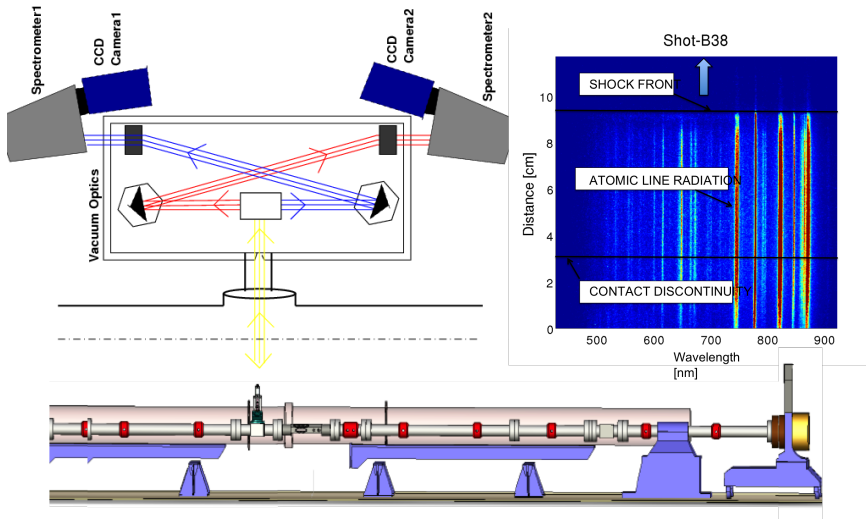 Spectrometer1
CCD
Camera1
CCD
Camera2
Spectrometer2
Vacuum Optics
Shot-B38
SHOCK FRONT
ATOMIC LINE RADIATION
CONTACT DISCONTINUITY
Distance [cm]
10
8
6
4
2
0
500
600
700
800
900
Wavelength
[nm]